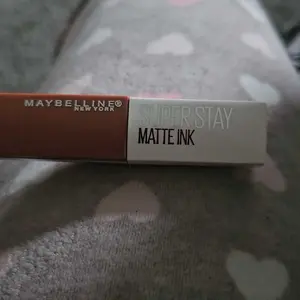 MAYBELLINE®
NEW YORK
SUPER STAY
MATTE INK